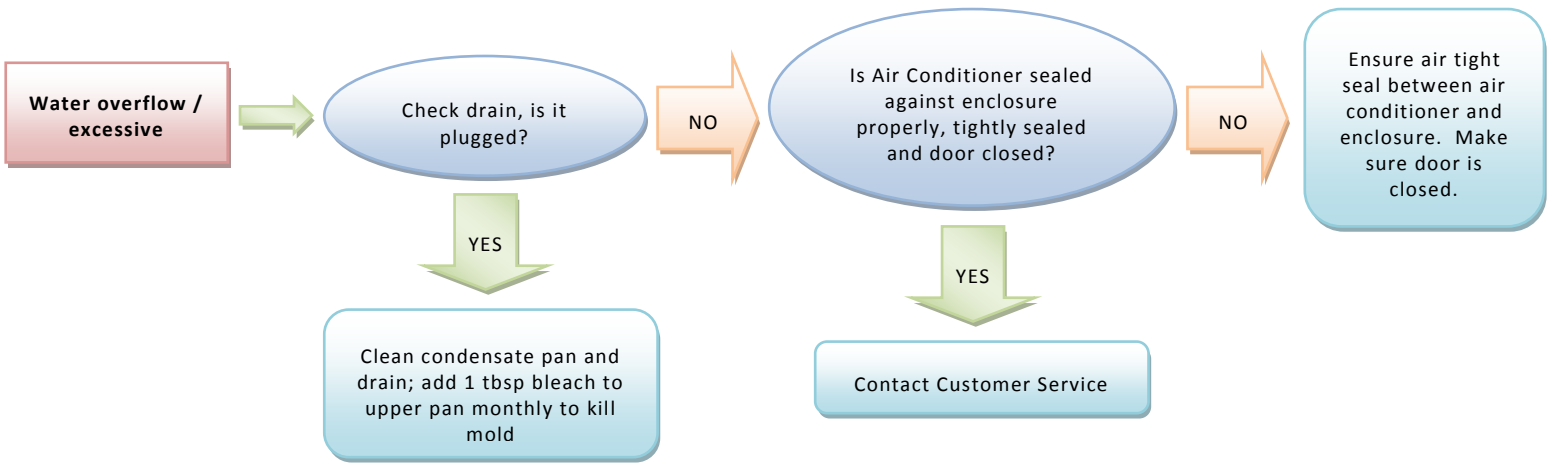 Water overflow /
excessive
Check drain, is it
plugged?
NO
Is Air Conditioner sealed
against enclosure
properly, tightly sealed
and door closed?
NO
Ensure air tight
seal between air
conditioner and
enclosure. Make
sure door is
closed.
YES
Clean condensate pan and
drain; add 1 tbsp bleach to
upper pan monthly to kill
mold
YES
Contact Customer Service